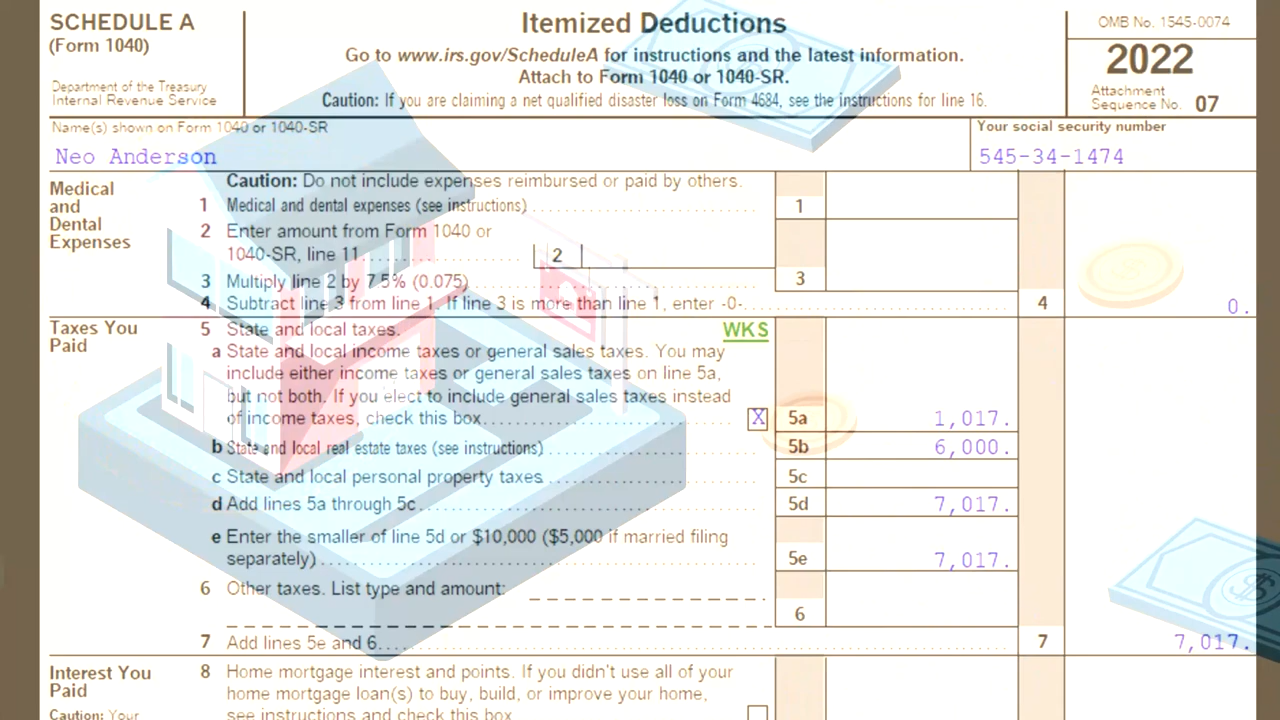 SCHEDULE A
(Form 1040)
Department of the Treasury
Internal Revenue Service
Itemized Deductions
Go to www.irs.gov/ScheduleA for instructions and the latest information.
Attach to Form 1040 or 1040-SR.
Caution: If you are claiming a net qualified disaster loss on Form 4684, see the instructions for line 16.
OMB No. 1545-0074
2022
Attachment
Sequence No. 07
Name(s) shown on Form 1040 or 1040-SR
Neo Anderson
Your social security number
545-34-1474
Medical
and
Dental
Expenses
Caution: Do not include expenses reimbursed or paid by others.
1 Medical and dental expenses (see instructions) 1
2 Enter amount from Form 1040 or
1040-SR, line 11 2
3 Multiply line 2 by 7.5% (0.075) 3
4 Subtract line 3 from line 1. If line 3 is more than line 1, enter -0- 4 0.
Taxes You
Paid
5 State and local taxes. WKS
a State and local income taxes or general sales taxes. You may
include either income taxes or general sales taxes on line 5a,
but not both. If you elect to include general sales taxes instead
of income taxes, check this box X 5a 1,017.
b State and local real estate taxes (see instructions) 5b 6,000.
c State and local personal property taxes 5c
d Add lines 5a through 5c 5d 7,017.
e Enter the smaller of line 5d or $10,000 ($5,000 if married filing
separately) 5e 7,017.
6 Other taxes. List type and amount:
6
7 Add lines 5e and 6 7 7,017.
Interest You
Paid
Caution: Your
8 Home mortgage interest and points. If you didn't use all of your
home mortgage loan(s) to buy, build, or improve your home,
see instructions and check this box